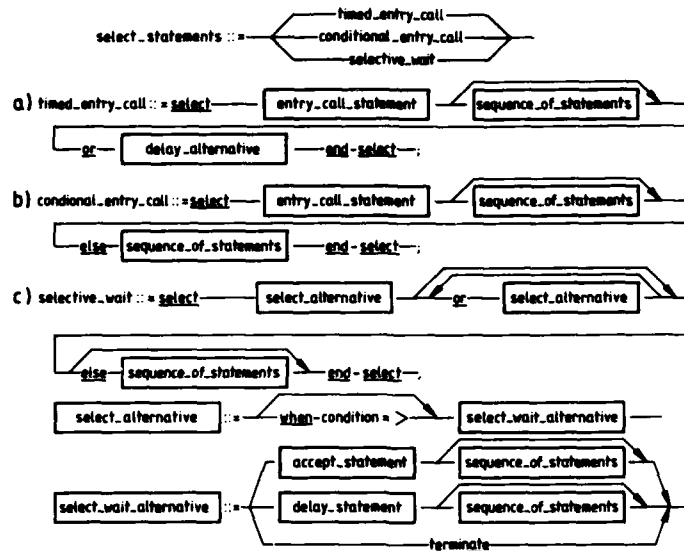 timed_entry_call
select_statements ::= conditional_entry_call
selective_wait
a) timed_entry_call ::= select entry_call_statement sequence_of_statements
or delay_alternative end-select ;
b) condional_entry_call ::= select entry_call_statement sequence_of_statements
else sequence_of_statements end-select ;
c) selective_wait ::= select select_alternative or select_alternative
else sequence_of_statements end-select ;
select_alternative ::= when-condition = > select_wait_alternative
accept_statement sequence_of_statements
select_wait_alternative ::= delay_statement sequence_of_statements
terminate